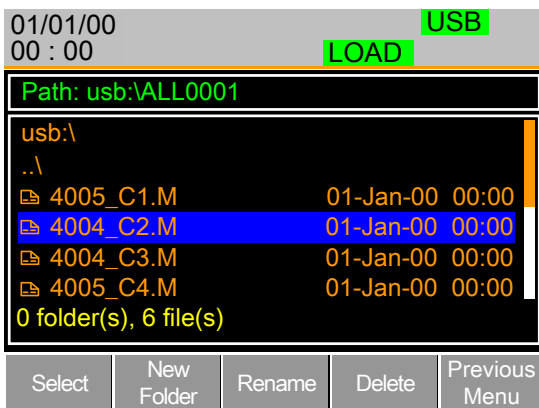 01/01/00
USB
00 : 00
LOAD
Path: usb:\ALL0001
usb:\
..\
4005_C1.M 01-Jan-00 00:00
4004_C2.M 01-Jan-00 00:00
4004_C3.M 01-Jan-00 00:00
4005_C4.M 01-Jan-00 00:00
0 folder(s), 6 file(s)
Select
New
Folder
Rename
Delete
Previous
Menu